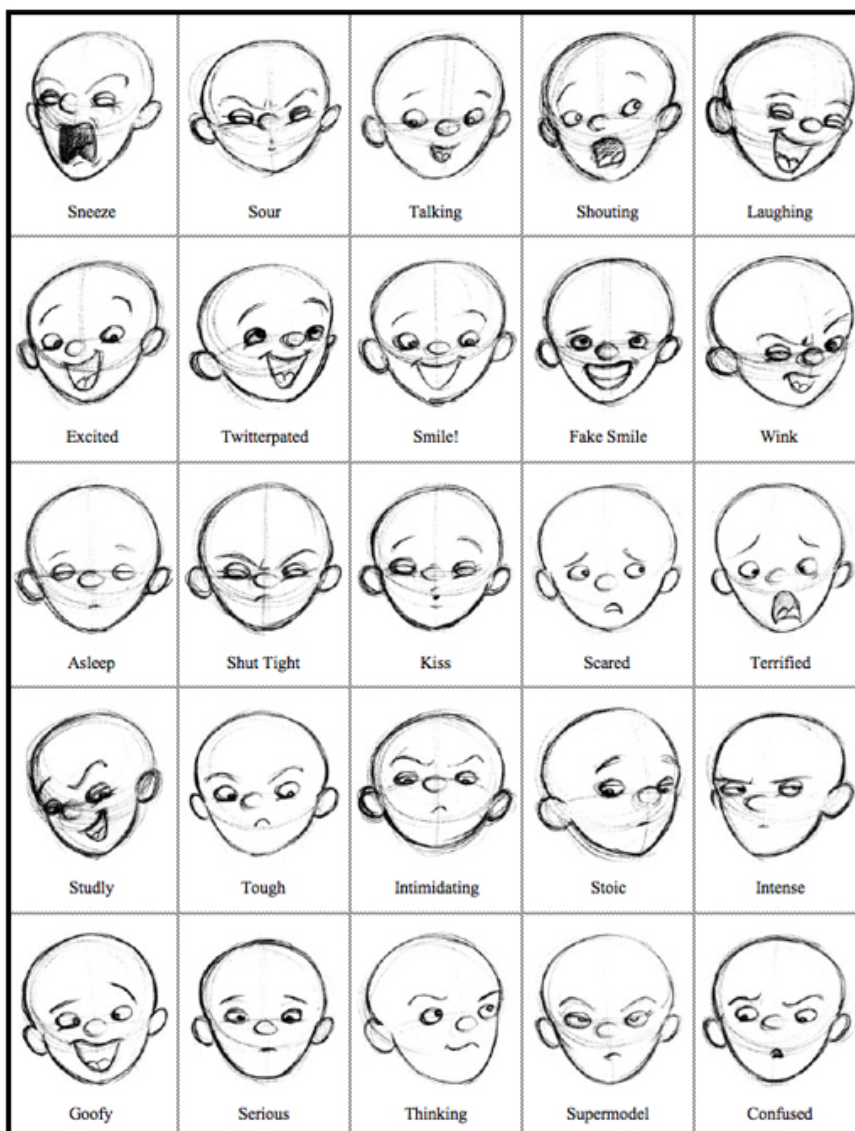 Sneeze
Sour
Talking
Shouting
Laughing
Excited
Twitterpated
Smile!
Fake Smile
Wink
Asleep
Shut Tight
Kiss
Scared
Terrified
Studly
Tough
Intimidating
Stoic
Intense
Goofy
Serious
Thinking
Supermodel
Confused